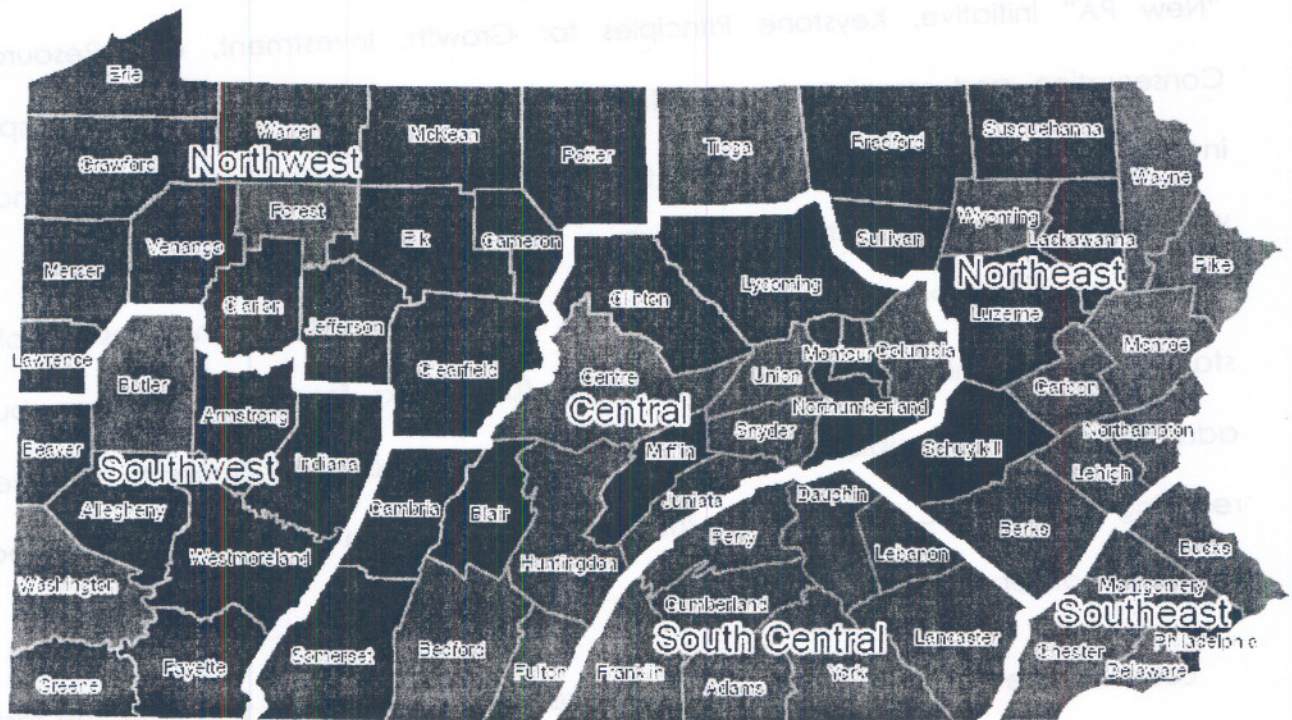 "New PA" Initiative, Keystone Principles for Growth, Investment, Resour
Conservation
Erie
Crawford
Warren
McKean
Potter
Tioga
Bradford
Susquehanna
Wayne
Northwest
Forest
Wyoming
Lackawanna
Mercer
Venango
Elk
Cameron
Sullivan
Northeast
Pike
Clarion
Jefferson
Clinton
Lycoming
Luzerne
Lawrence
Butler
Clearfield
Centre
Union
Montour
Columbia
Monroe
Carbon
Armstrong
Central
Northumberland
Beaver
Indiana
Mifflin
Snyder
Schuylkill
Northampton
Southwest
Lehigh
Allegheny
Cambria
Blair
Juniata
Dauphin
Perry
Lebanon
Berks
Bucks
Westmoreland
Huntingdon
Washington
Cumberland
Montgomery
South Central
Southeast
Fayette
Somerset
Bedford
Fulton
Franklin
Adams
York
Lancaster
Chester
Philadelphia
Delaware
Greene